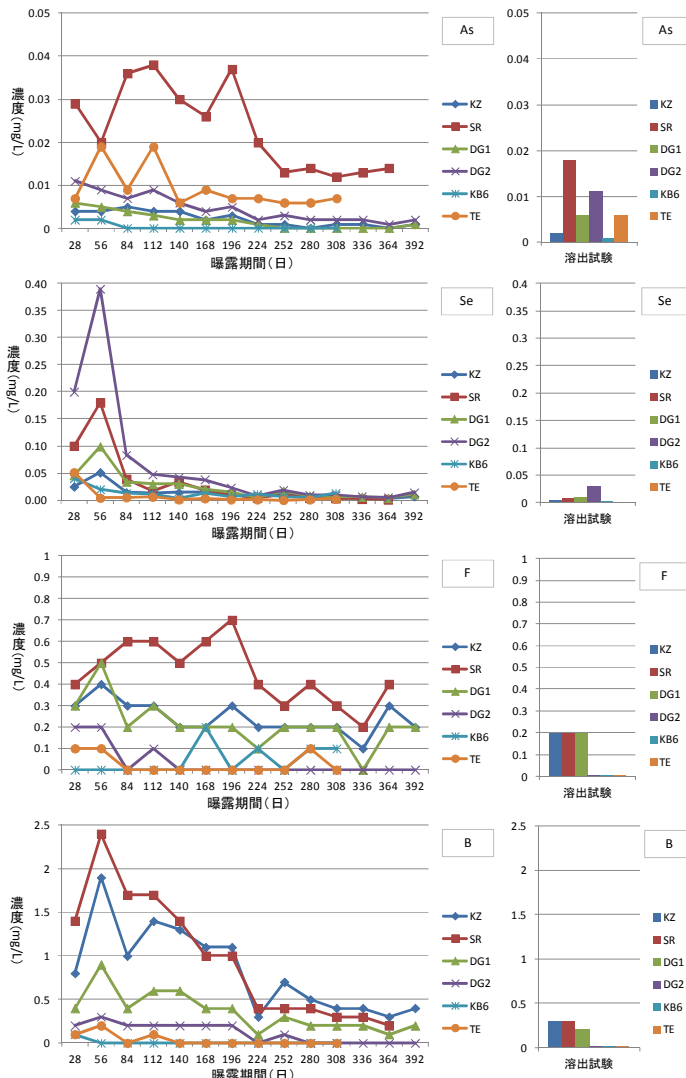 As
0.05
0.04
0.03
0.02
0.01
0
濃度(mg/L)
28 56 84 112 140 168 196 224 252 280 308 336 364 392
曝露期間(日)
KZ
SR
DG1
DG2
KB6
TE
As
0.05
0.04
0.03
0.02
0.01
0
溶出試験
KZ
SR
DG1
DG2
KB6
TE
Se
0.40
0.35
0.30
0.25
0.20
0.15
0.10
0.05
0.00
濃度(mg/L)
28 56 84 112 140 168 196 224 252 280 308 336 364 392
曝露期間(日)
KZ
SR
DG1
DG2
KB6
TE
Se
0.4
0.35
0.3
0.25
0.2
0.15
0.1
0.05
0
溶出試験
KZ
SR
DG1
DG2
KB6
TE
F
1
0.9
0.8
0.7
0.6
0.5
0.4
0.3
0.2
0.1
0
濃度(mg/L)
28 56 84 112 140 168 196 224 252 280 308 336 364 392
曝露期間(日)
KZ
SR
DG1
DG2
KB6
TE
F
1
0.9
0.8
0.7
0.6
0.5
0.4
0.3
0.2
0.1
0
溶出試験
KZ
SR
DG1
DG2
KB6
TE
B
2.5
2
1.5
1
0.5
0
濃度(mg/L)
28 56 84 112 140 168 196 224 252 280 308 336 364 392
曝露期間(日)
KZ
SR
DG1
DG2
KB6
TE
B
2.5
2
1.5
1
0.5
0
溶出試験
KZ
SR
DG1
DG2
KB6
TE